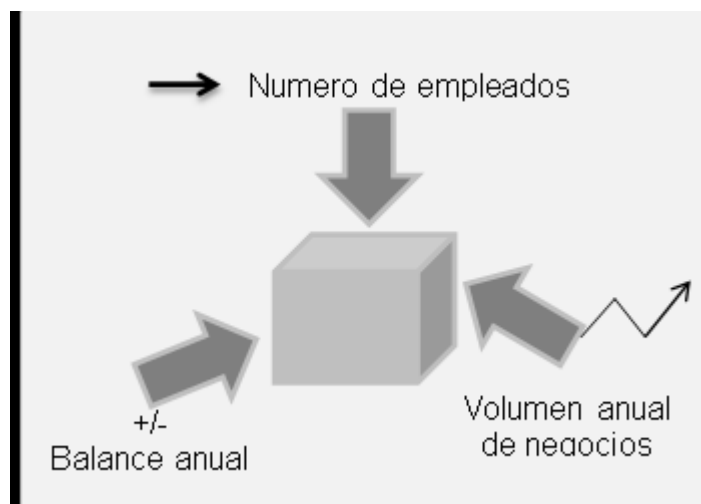 Numero de empleados
+/-
Balance anual
Volumen anual
de negocios